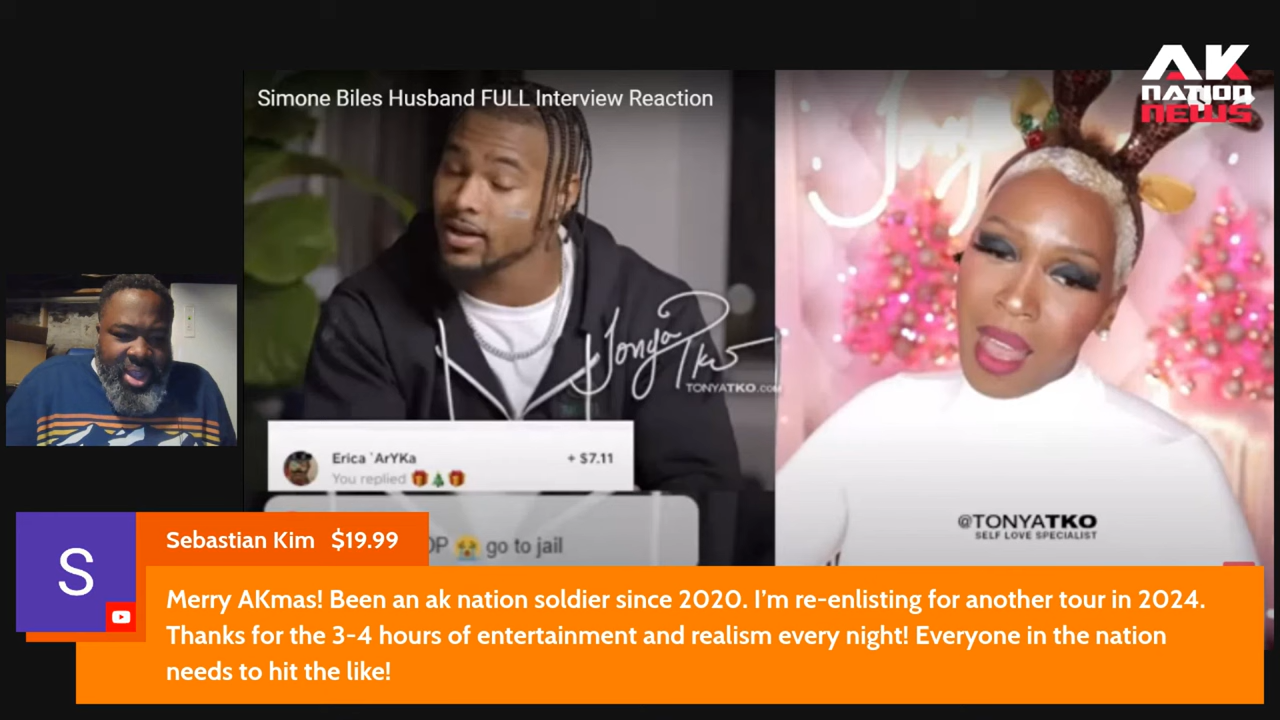 Simone Biles Husband FULL Interview Reaction
AK
NATION
NEWS
Tonya TKO
TONYATKO.COM
Erica `ArYKa + $7.11
You replied 🎁🎄🎁
@TONYATKO
SELF LOVE SPECIALIST
😭 go to jail
S
Sebastian Kim $19.99
Merry AKmas! Been an ak nation soldier since 2020. I'm re-enlisting for another tour in 2024.
Thanks for the 3-4 hours of entertainment and realism every night! Everyone in the nation
needs to hit the like!